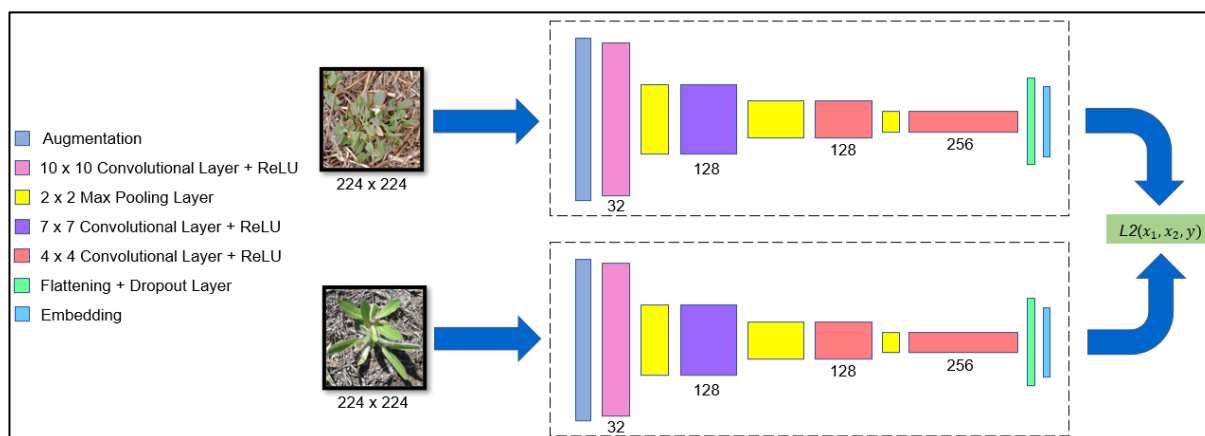 Augmentation
10 x 10 Convolutional Layer + ReLU
2 x 2 Max Pooling Layer
7 x 7 Convolutional Layer + ReLU
4 x 4 Convolutional Layer + ReLU
Flattening + Dropout Layer
Embedding
224 x 224
32
128
128
256
224 x 224
32
128
128
256
L2(x₁, x₂, y)